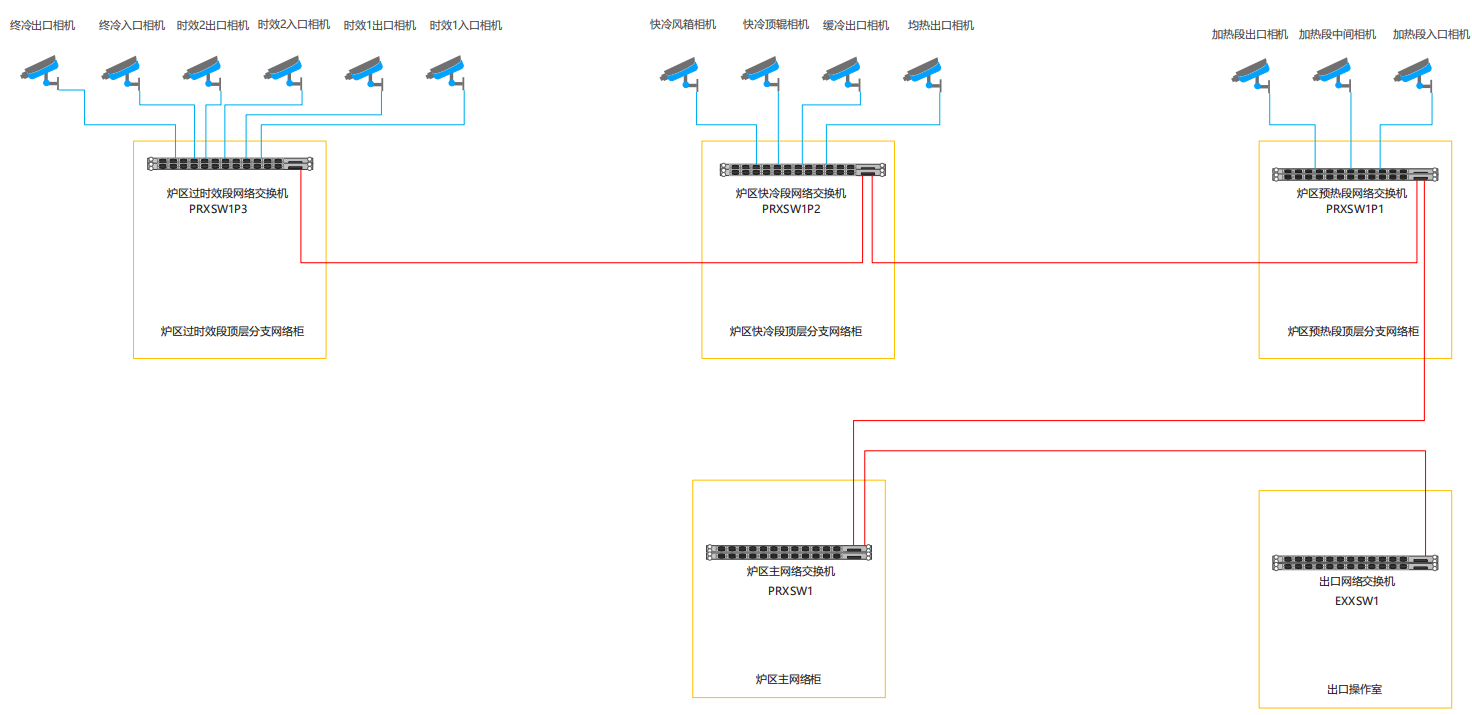 终冷出口相机
终冷入口相机
时效2出口相机
时效2入口相机
时效1出口相机
时效1入口相机
快冷风箱相机
快冷顶辊相机
缓冷出口相机
均热出口相机
加热段出口相机
加热段中间相机
加热段入口相机
炉区过时效段网络交换机
PRXSW1P3
炉区快冷段网络交换机
PRXSW1P2
炉区预热段网络交换机
PRXSW1P1
炉区过时效段顶层分支网络柜
炉区快冷段顶层分支网络柜
炉区预热段顶层分支网络柜
炉区主网络交换机
PRXSW1
出口网络交换机
EXXSW1
炉区主网络柜
出口操作室